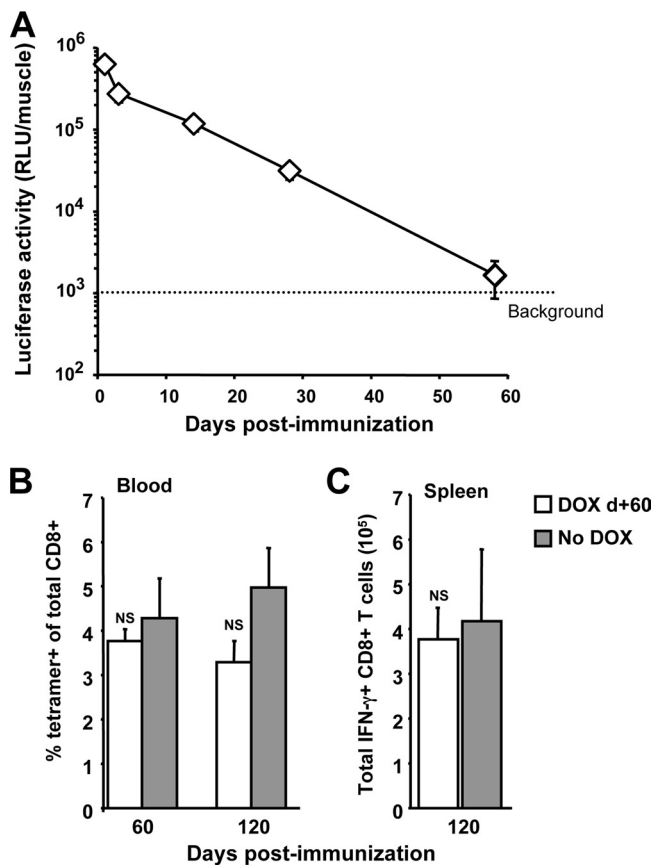 A
Luciferase activity (RLU/muscle)
10⁶
10⁵
10⁴
10³
10²
Background
0 10 20 30 40 50 60
Days post-immunization
B
Blood
% tetramer+ of total CD8+
7
6
5
4
3
2
1
0
NS
NS
60 120
C
Spleen
Total IFN-γ+ CD8+ T cells (10⁵)
7
6
5
4
3
2
1
0
NS
120
DOX d+60
No DOX
Days post-immunization